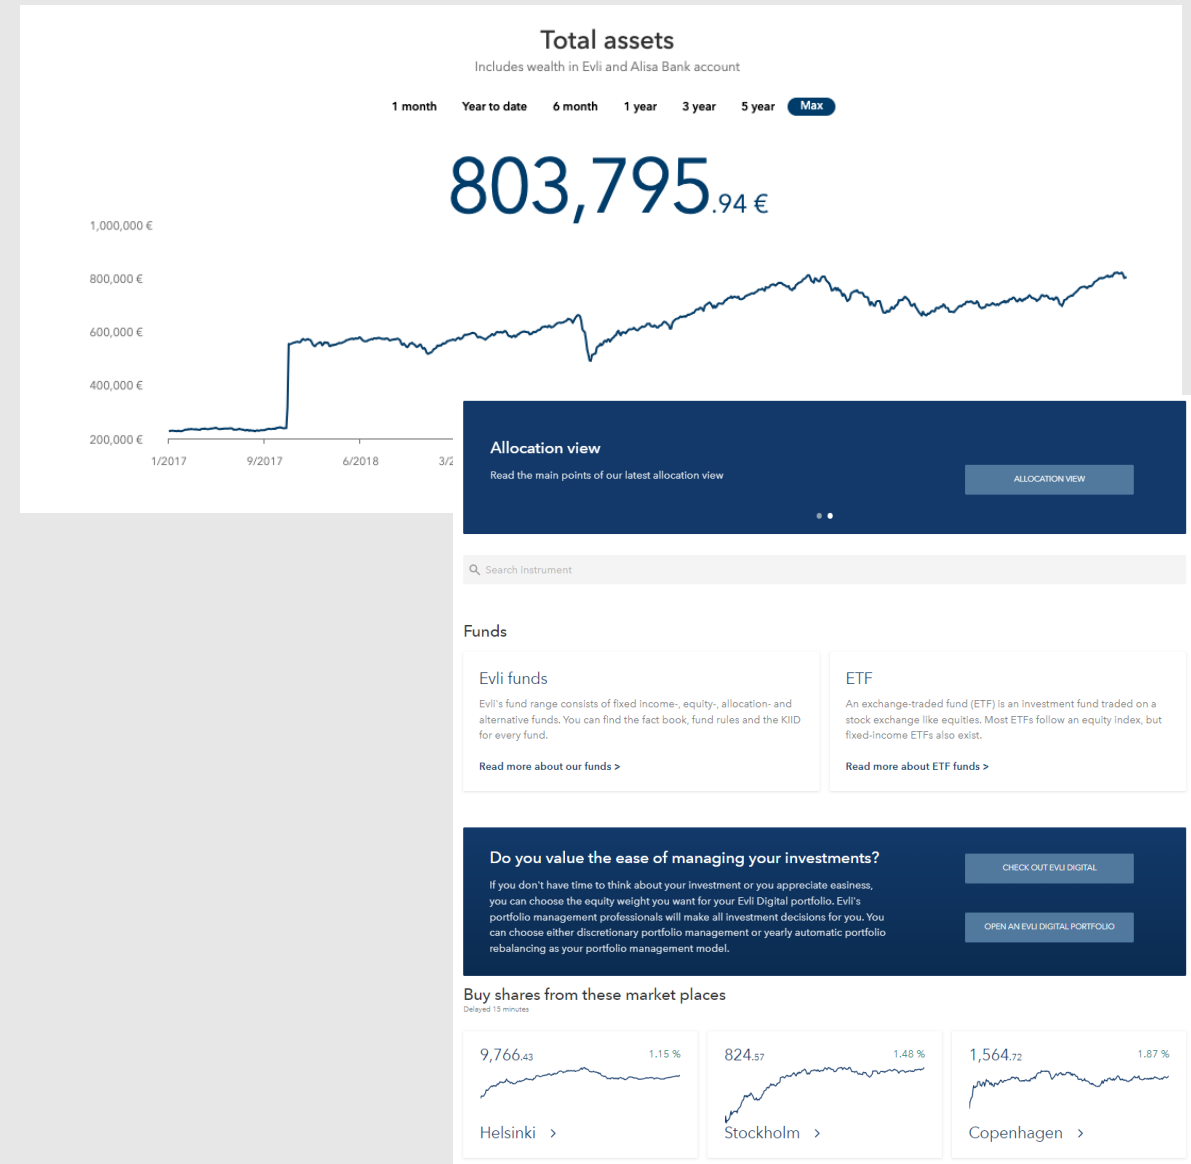 Total assets
Includes wealth in Evli and Alisa Bank account
1 month Year to date 6 month 1 year 3 year 5 year Max
803,795.94 €
1,000,000 €
800,000 €
600,000 €
400,000 €
200,000 €
1/2017 9/2017 6/2018 3/2
Allocation view
Read the main points of our latest allocation view
ALLOCATION VIEW
Search instrument
Funds
Evli funds
Evli's fund range consists of fixed income-, equity-, allocation- and
alternative funds. You can find the fact book, fund rules and the KIID
for every fund.
Read more about our funds >
ETF
An exchange-traded fund (ETF) is an investment fund traded on a
stock exchange like equities. Most ETFs follow an equity index, but
fixed-income ETFs also exist.
Read more about ETF funds >
Do you value the ease of managing your investments?
If you don't have time to think about your investment or you appreciate easiness,
you can choose the equity weight you want for your Evli Digital portfolio. Evli's
portfolio management professionals will make all investment decisions for you. You
can choose either discretionary portfolio management or yearly automatic portfolio
rebalancing as your portfolio management model.
CHECK OUT EVLI DIGITAL
OPEN AN EVLI DIGITAL PORTFOLIO
Buy shares from these market places
Delayed 15 minutes
9,766.43 1.15 %
Helsinki >
824.57 1.48 %
Stockholm >
1,564.72 1.87 %
Copenhagen >